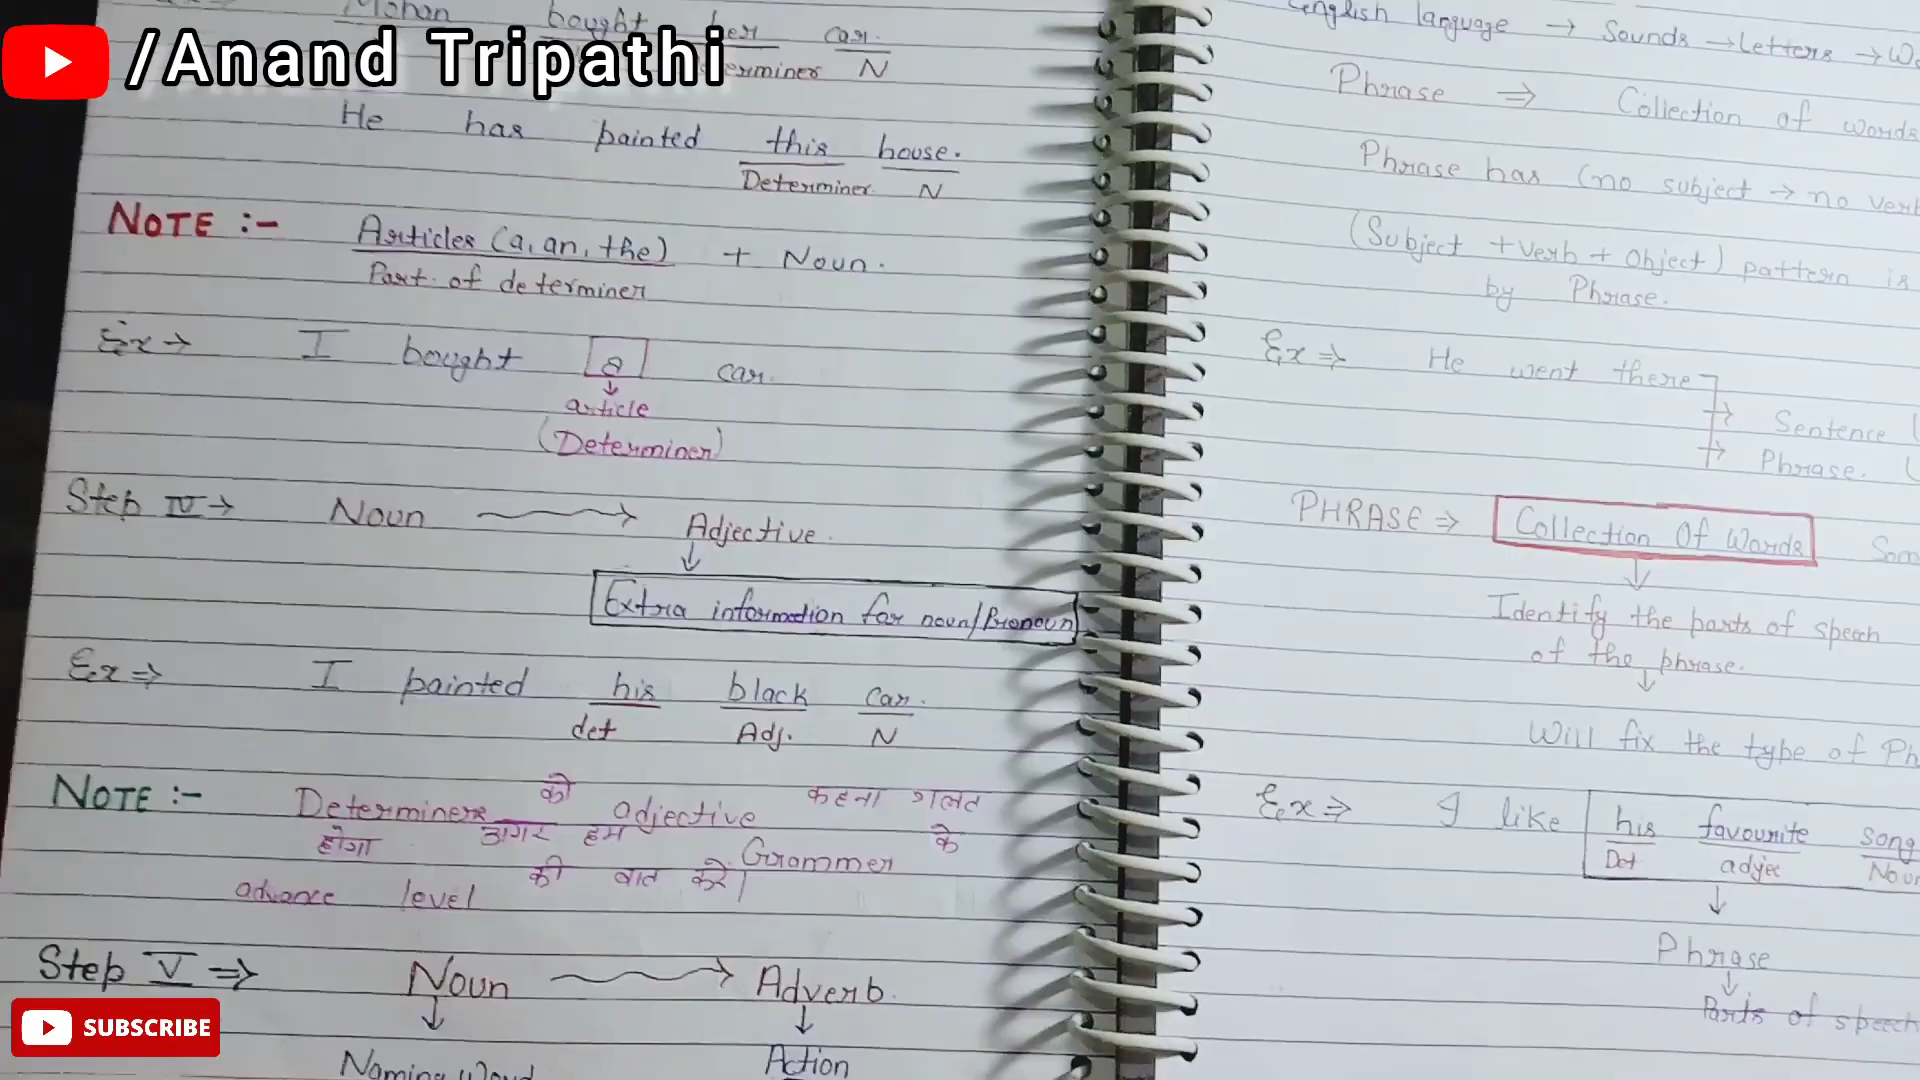 /Anand Tripathi
Mohan bought her car.
N
He has painted this house.
Determiner N
NOTE :- Articles (a, an, the) + Noun.
Part of determiner
Ex → I bought a car.
article
(Determiner)
Step IV → Noun → Adjective.
Extra information for noun/Pronoun
Ex ⇒ I painted his black car.
det Adj. N
NOTE :- Determiners को adjective कहना गलत
होगा अगर हम Grammer के
advance level की बात करें।
Step V ⇒ Noun → Adverb.
Naming Word Action
SUBSCRIBE
English language → Sounds → Letters →
Phrase ⇒ Collection of words
Phrase has (no subject → no verb
(Subject + Verb + Object) pattern is
by Phrase.
Ex ⇒ He went there
Sentence
Phrase.
PHRASE ⇒ Collection Of Words
Identify the parts of speech
of the phrase.
Will fix the type of
Ex ⇒ I like his favourite song
Det adjec Noun
Phrase
Parts of speech